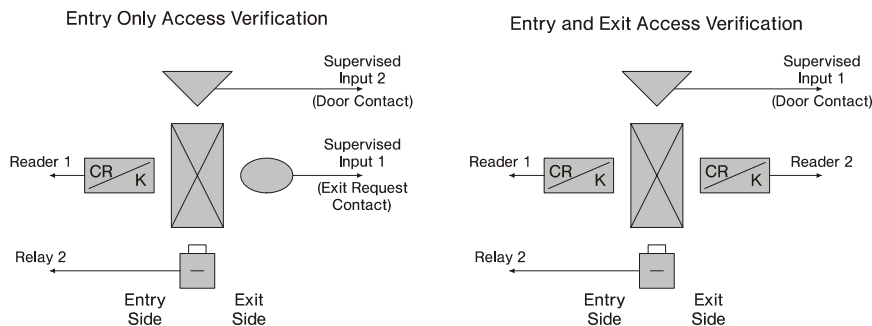 Entry Only Access Verification
Supervised
Input 2
(Door Contact)
Reader 1
CR
K
Supervised
Input 1
(Exit Request
Contact)
Relay 2
Entry
Side
Exit
Side
Entry and Exit Access Verification
Supervised
Input 1
(Door Contact)
Reader 1
CR
K
CR
K
Reader 2
Relay 2
Entry
Side
Exit
Side